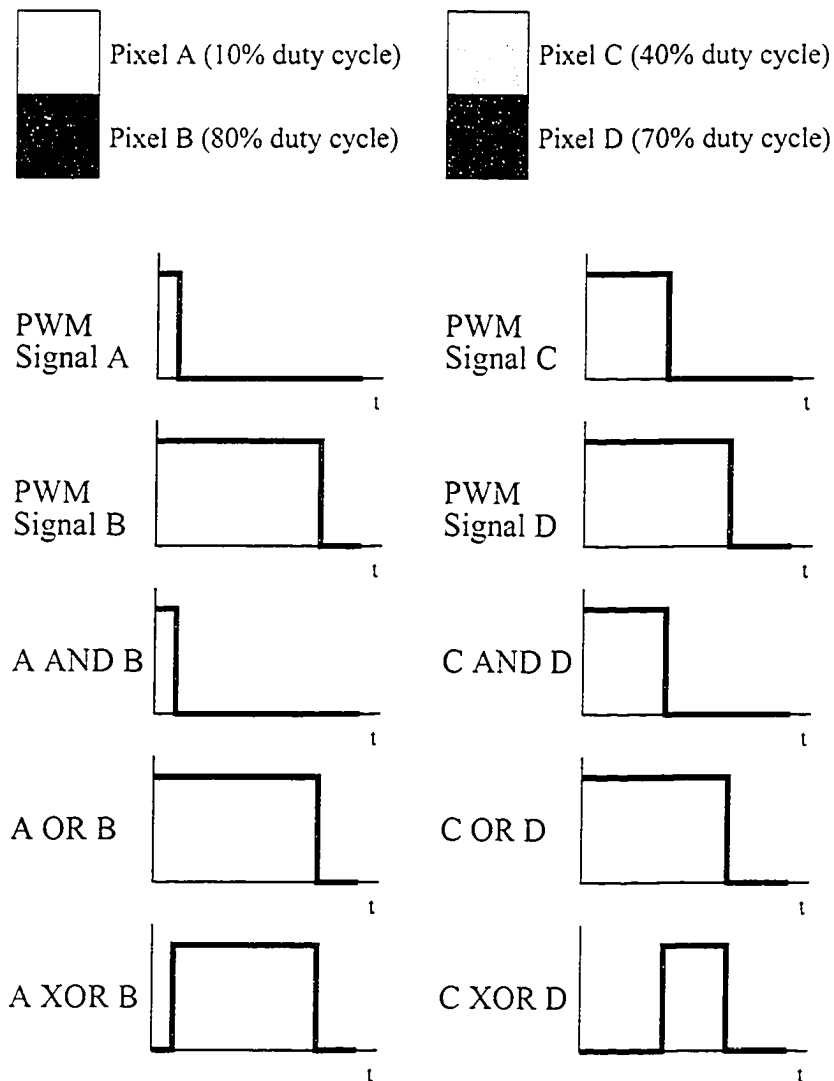 Pixel A (10% duty cycle)
Pixel C (40% duty cycle)
Pixel B (80% duty cycle)
Pixel D (70% duty cycle)
PWM
Signal A
t
PWM
Signal C
t
PWM
Signal B
t
PWM
Signal D
t
A AND B
t
C AND D
t
A OR B
t
C OR D
t
A XOR B
t
C XOR D
t